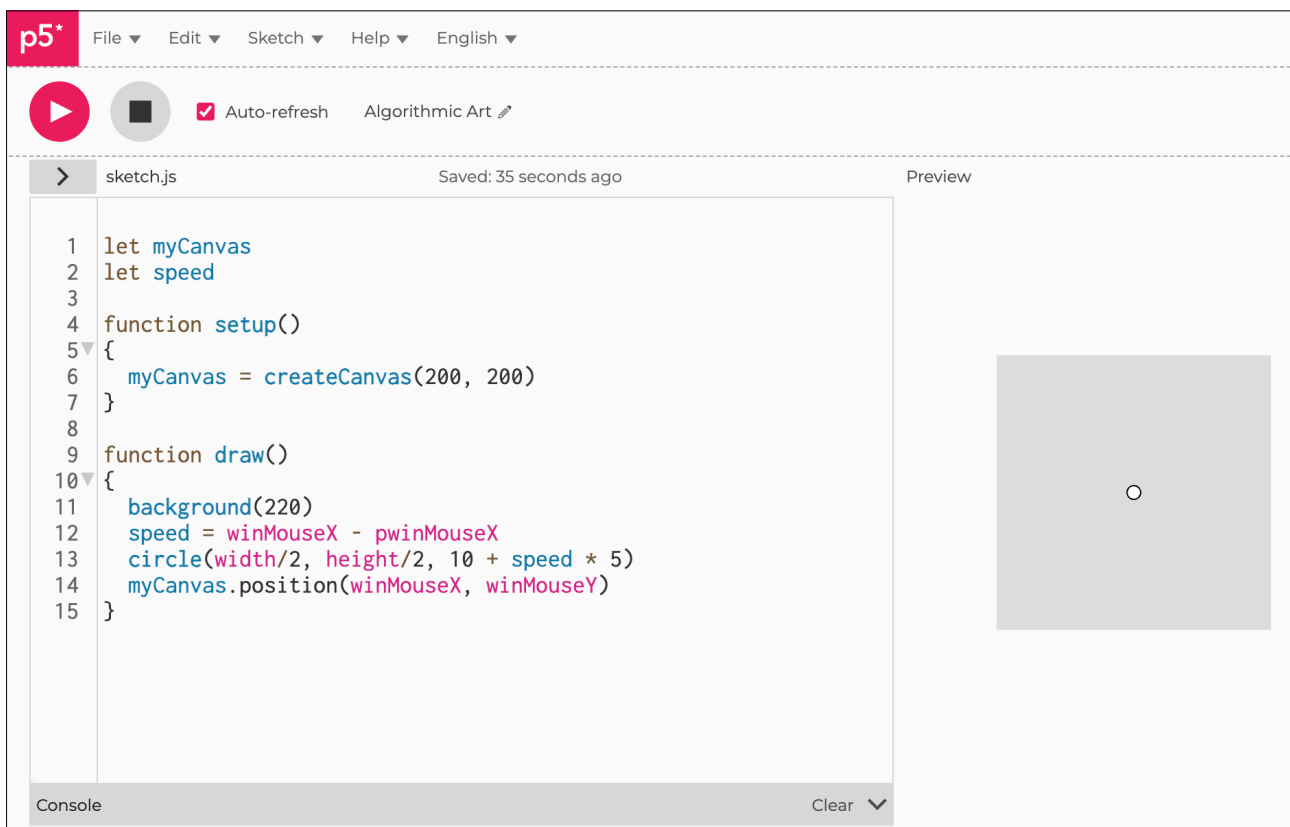 p5* File Edit Sketch Help English
Auto-refresh Algorithmic Art
sketch.js Saved: 35 seconds ago Preview
1 let myCanvas
2 let speed
3
4 function setup()
5 {
6 myCanvas = createCanvas(200, 200)
7 }
8
9 function draw()
10 {
11 background(220)
12 speed = winMouseX - pwinMouseX
13 circle(width/2, height/2, 10 + speed * 5)
14 myCanvas.position(winMouseX, winMouseY)
15 }
Console Clear